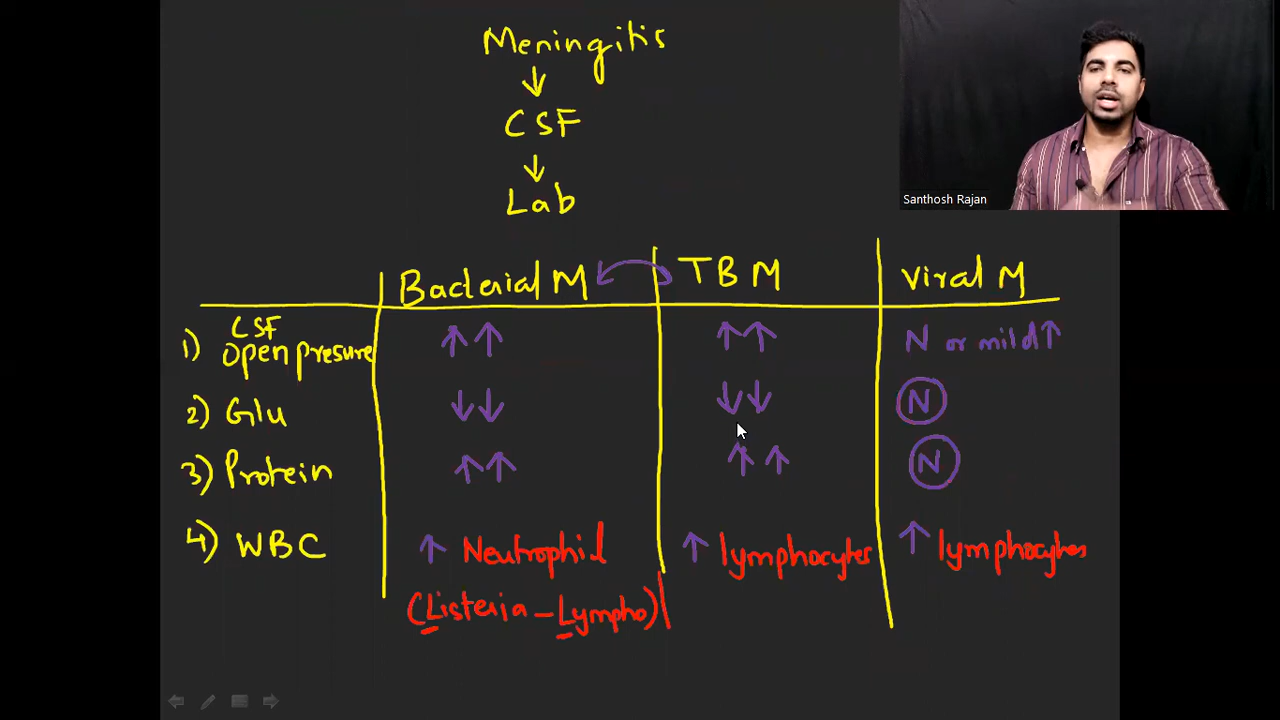 Meningitis
↓
CSF
↓
Lab
Santhosh Rajan
Bacterial M TBM Viral M
1) CSF Open presure ↑↑ ↑↑ N or mild↑
2) Glu ↓↓ ↓↓ N
3) Protein ↑↑ ↑↑ N
4) WBC ↑ Neutrophil ↑ lymphocytes ↑ lymphocytes
(Listeria – Lympho)